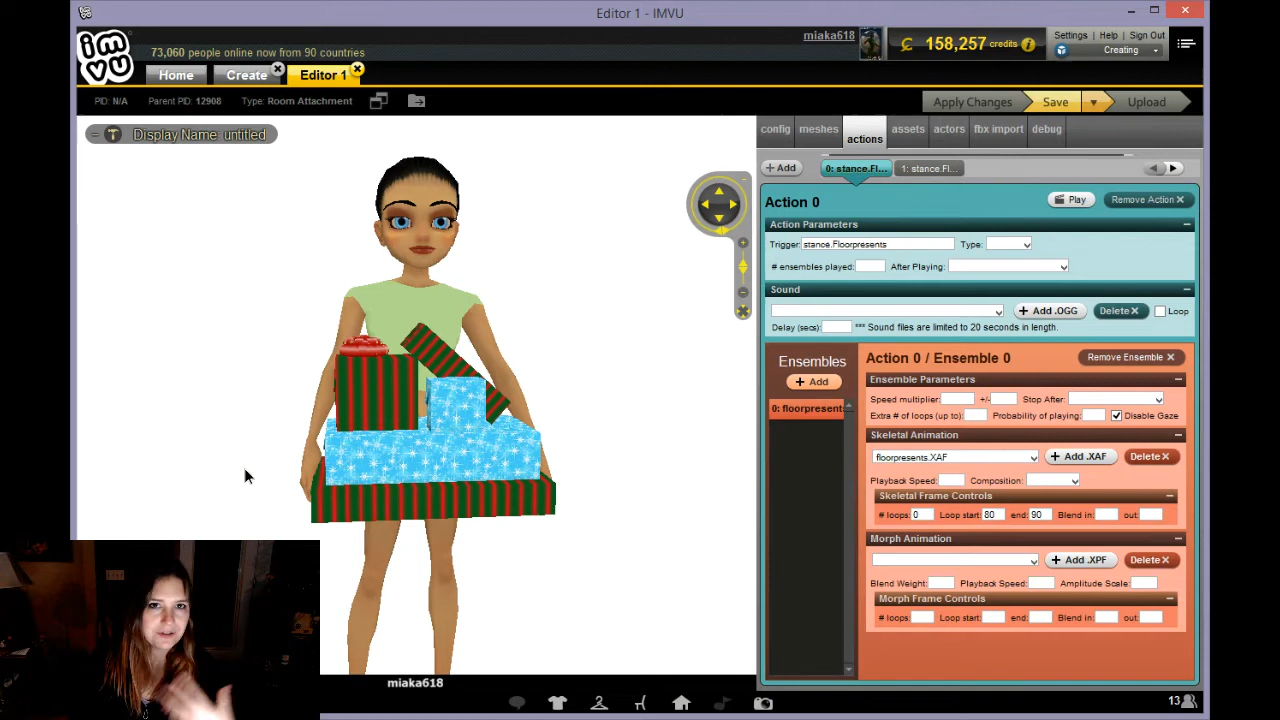 Editor 1 - IMVU
imvu
73,060 people online now from 90 countries
miaka618
158,257 credits
Settings | Help | Sign Out
Creating
Home
Create
Editor 1
PID: N/A
Parent PID: 12908
Type: Room Attachment
Apply Changes
Save
Upload
Display Name: untitled
config
meshes
actions
assets
actors
fbx import
debug
+ Add
0: stance.Fl...
1: stance.Fl...
Action 0
Play
Remove Action X
Action Parameters
Trigger: stance.Floorpresents Type:
# ensembles played: After Playing:
Sound
+ Add .OGG Delete X Loop
Delay (secs): *** Sound files are limited to 20 seconds in length.
Ensembles
+ Add
0: floorpresent
Action 0 / Ensemble 0
Remove Ensemble X
Ensemble Parameters
Speed multiplier: +/- Stop After:
Extra # of loops (up to): Probability of playing: Disable Gaze
Skeletal Animation
floorpresents.XAF + Add .XAF Delete X
Playback Speed: Composition:
Skeletal Frame Controls
# loops: 0 Loop start: 80 end: 90 Blend in: out:
Morph Animation
+ Add .XPF Delete X
Blend Weight: Playback Speed: Amplitude Scale:
Morph Frame Controls
# loops: Loop start: end: Blend in: out:
miaka618
13